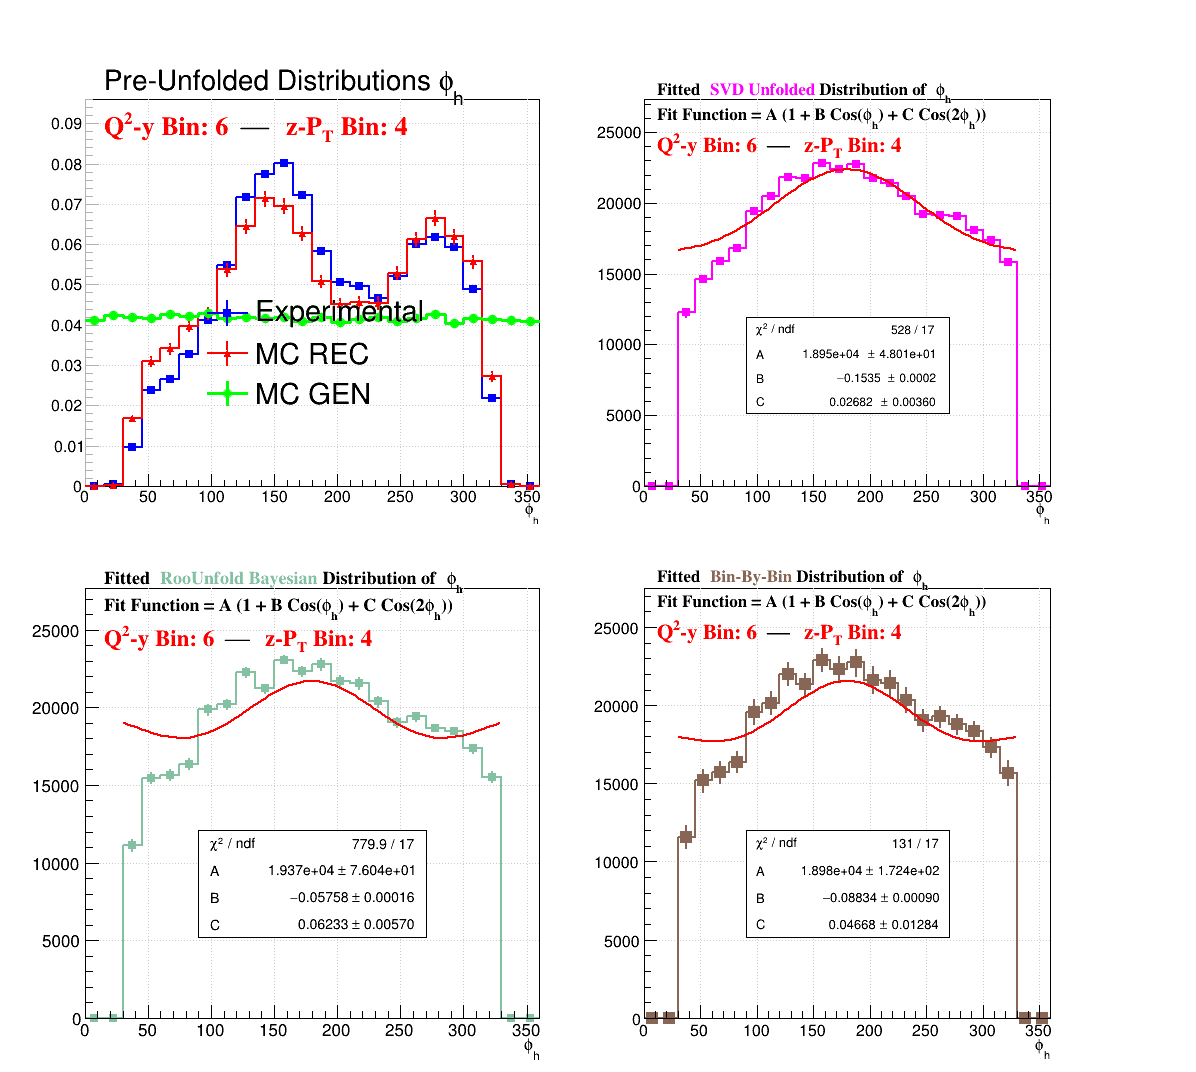 Pre-Unfolded Distributions ϕh
Q²-y Bin: 6 — z-PT Bin: 4
0.09
0.08
0.07
0.06
0.05
0.04
0.03
0.02
0.01
0
Experimental
MC REC
MC GEN
0 50 100 150 200 250 300 350
ϕh
Fitted SVD Unfolded Distribution of ϕh
Fit Function = A (1 + B Cos(ϕh) + C Cos(2ϕh))
Q²-y Bin: 6 — z-PT Bin: 4
25000
20000
15000
10000
5000
0
χ² / ndf 528 / 17
A 1.895e+04 ± 4.801e+01
B −0.1535 ± 0.0002
C 0.02682 ± 0.00360
0 50 100 150 200 250 300 350
ϕh
Fitted RooUnfold Bayesian Distribution of ϕh
Fit Function = A (1 + B Cos(ϕh) + C Cos(2ϕh))
Q²-y Bin: 6 — z-PT Bin: 4
25000
20000
15000
10000
5000
0
χ² / ndf 779.9 / 17
A 1.937e+04 ± 7.604e+01
B −0.05758 ± 0.00016
C 0.06233 ± 0.00570
0 50 100 150 200 250 300 350
ϕh
Fitted Bin-By-Bin Distribution of ϕh
Fit Function = A (1 + B Cos(ϕh) + C Cos(2ϕh))
Q²-y Bin: 6 — z-PT Bin: 4
25000
20000
15000
10000
5000
0
χ² / ndf 131 / 17
A 1.898e+04 ± 1.724e+02
B −0.08834 ± 0.00090
C 0.04668 ± 0.01284
0 50 100 150 200 250 300 350
ϕh